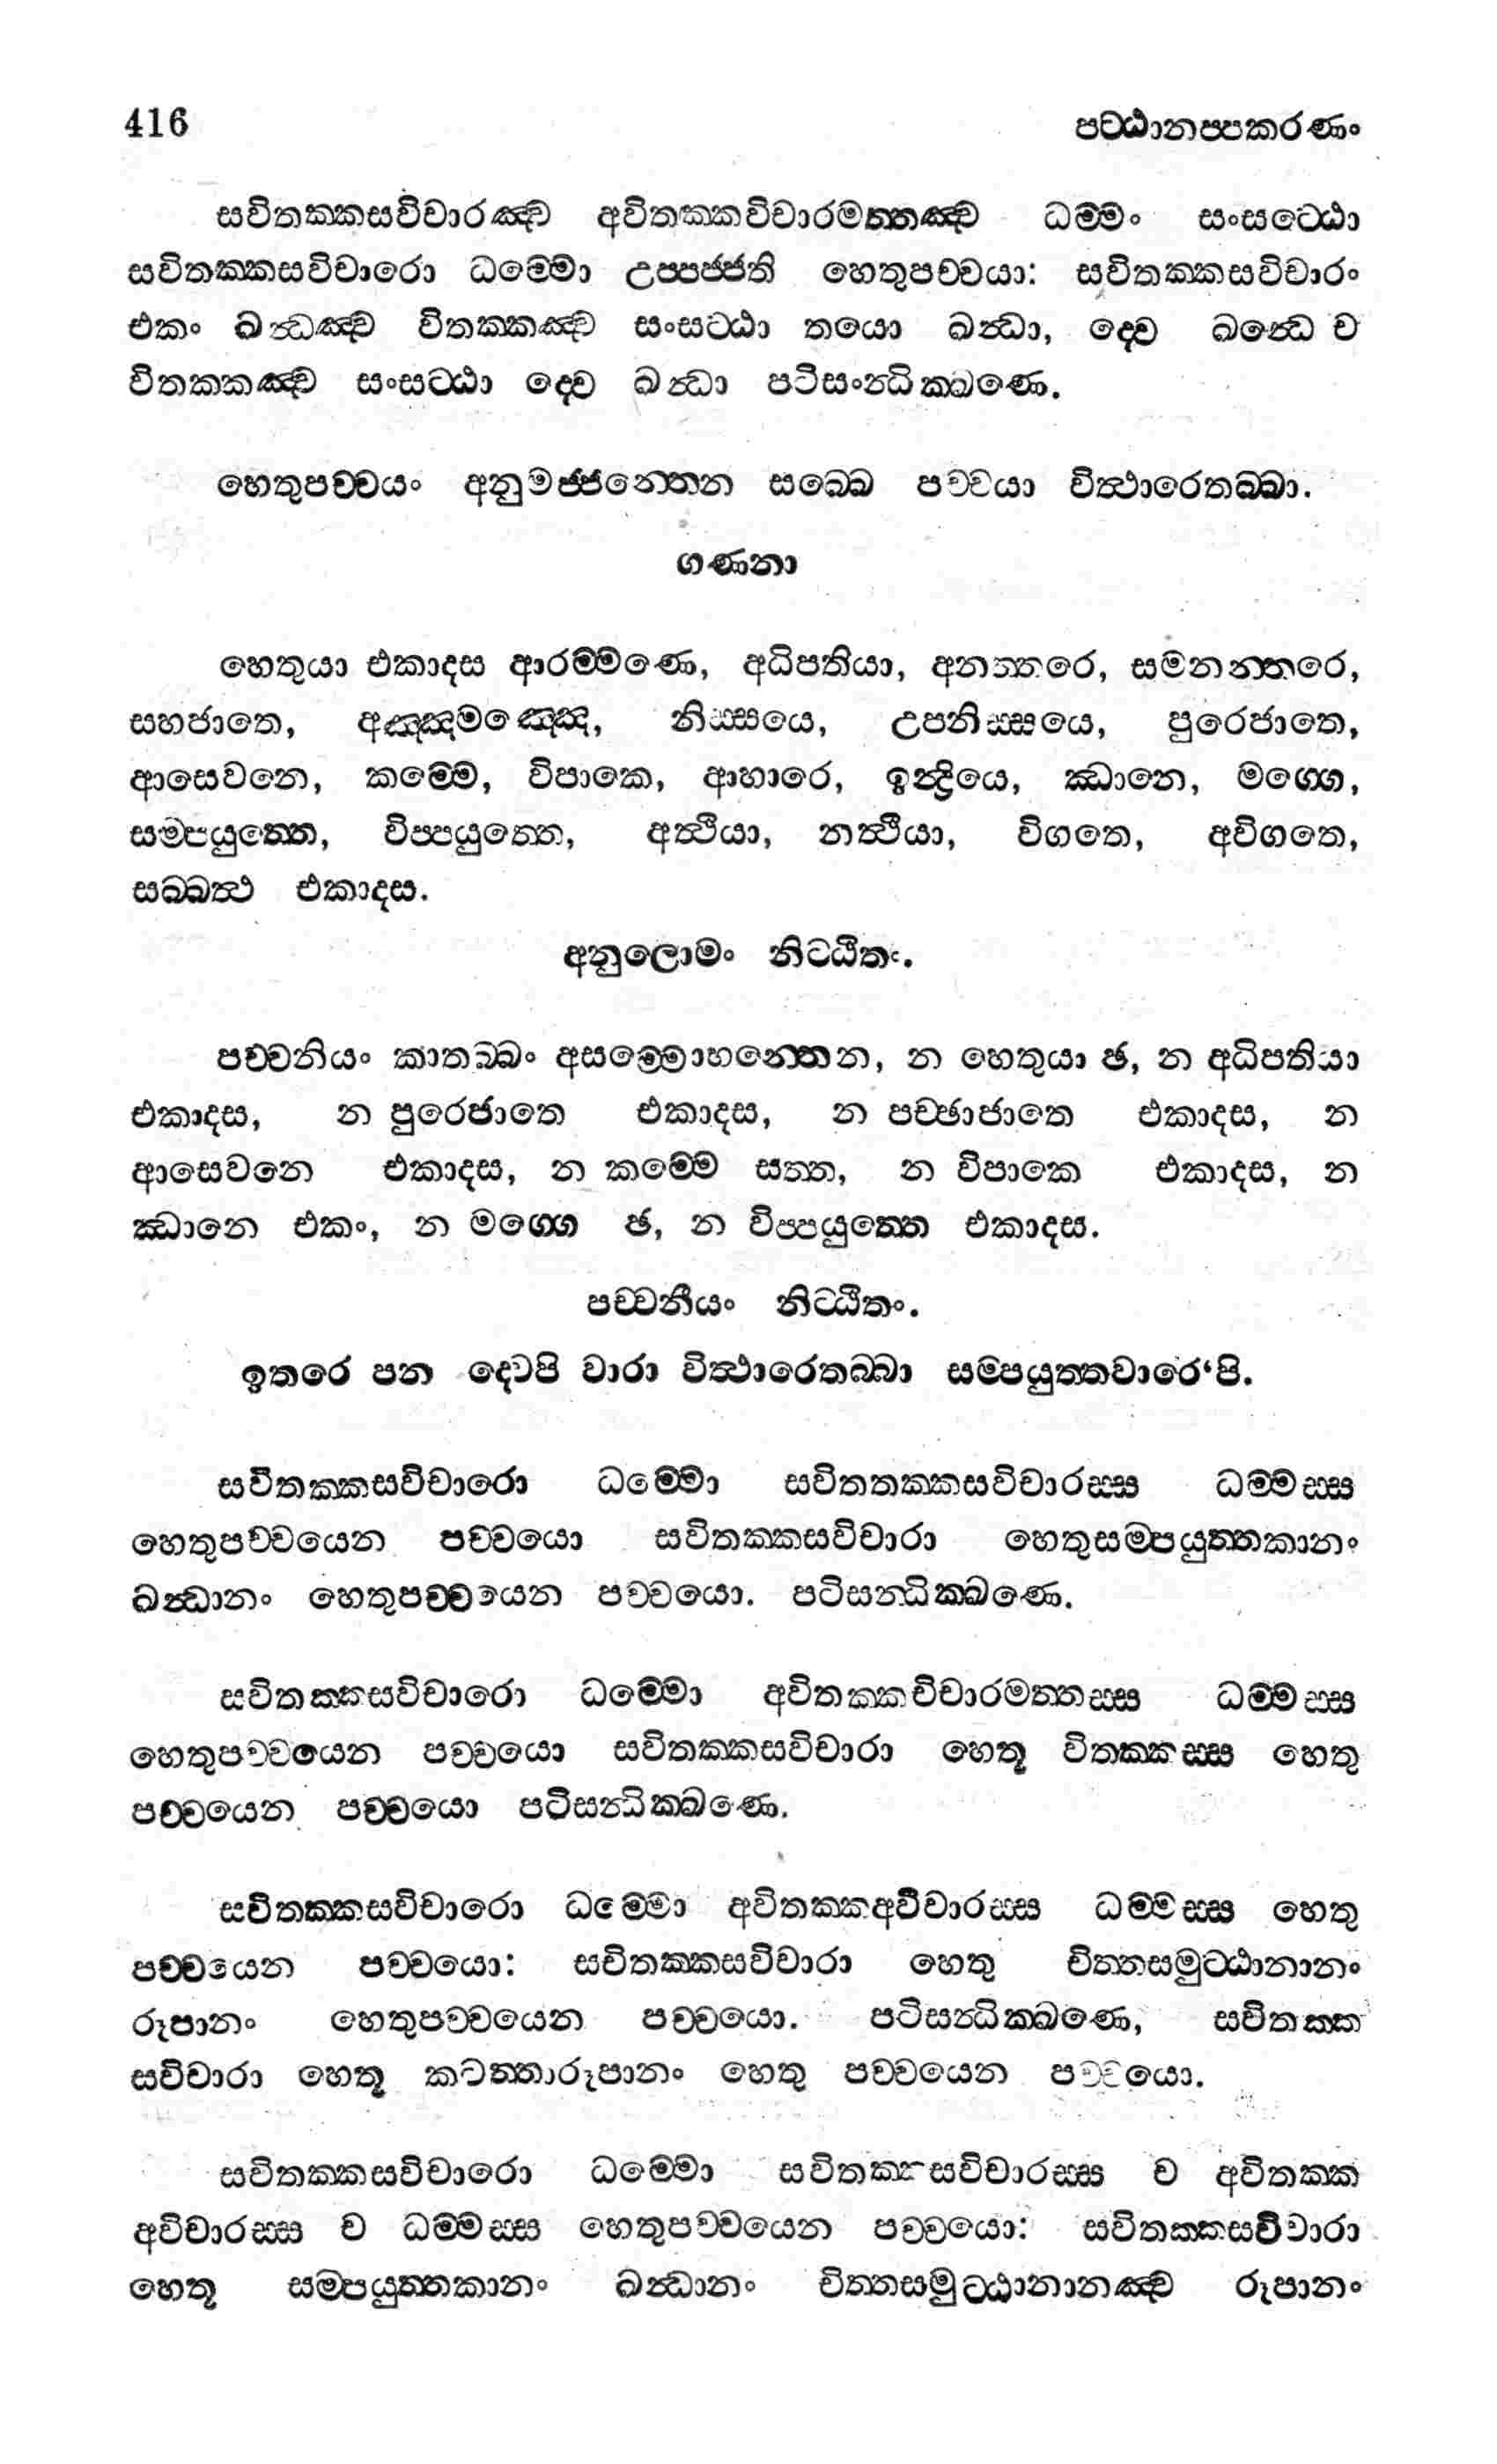 416 පට්ඨානප්පකරණං
සවිතක්කසවිචාරඤ්ච අවිතක්කවිචාරමත්තඤ්ච ධම්මං සංසට්ඨො
සවිතක්කසවිචාරො ධම්මො උප්පජ්ජති හෙතුපච්චයා: සවිතක්කසවිචාරං
එකං ඛන්ධඤ්ච විතක්කඤ්ච සංසට්ඨා තයො ඛන්ධා, ද්වෙ ඛන්ධෙ ච
විතක්කඤ්ච සංසට්ඨා ද්වෙ ඛන්ධා පටිසංන්ධික්ඛණෙ.
හෙතුපච්චයං අනුමජ්ජන්තෙන සබ්බෙ පච්චයා විත්ථාරෙතබ්බා.
ගණනා
හෙතුයා එකාදස ආරම්මණෙ, අධිපතියා, අනන්තරෙ, සමනන්තරෙ,
සහජාතෙ, අඤ්ඤමඤ්ඤෙ, නිස්සයෙ, උපනිස්සයෙ, පුරෙජාතෙ,
ආසෙවනෙ, කම්මෙ, විපාකෙ, ආහාරෙ, ඉන්ද්‍රියෙ, ඣානෙ, මග්ගෙ,
සම්පයුත්තෙ, විප්පයුත්තෙ, අත්ථියා, නත්ථියා, විගතෙ, අවිගතෙ,
සබ්බත්ථ එකාදස.
අනුලොමං නිට්ඨිතං.
පච්චනියං කාතබ්බං අසම්මොහන්තෙන, න හෙතුයා ඡ, න අධිපතියා
එකාදස, න පුරෙජාතෙ එකාදස, න පච්ඡාජාතෙ එකාදස, න
ආසෙවනෙ එකාදස, න කම්මෙ සත්ත, න විපාකෙ එකාදස, න
ඣානෙ එකං, න මග්ගෙ ඡ, න විප්පයුත්තෙ එකාදස.
පච්චනීයං නිට්ඨිතං.
ඉතරෙ පන ද්වෙපි වාරා විත්ථාරෙතබ්බා සම්පයුත්තවාරෙ‘පි.
සවිතක්කසවිචාරො ධම්මො සවිතතක්කසවිචාරස්ස ධම්මස්ස
හෙතුපච්චයෙන පච්චයො සවිතක්කසවිචාරා හෙතුසම්පයුත්තකානං
ඛන්ධානං හෙතුපච්චයෙන පච්චයො. පටිසන්ධික්ඛණෙ.
සවිතක්කසවිචාරො ධම්මො අවිතක්කවිචාරමත්තස්ස ධම්මස්ස
හෙතුපච්චයෙන පච්චයො සවිතක්කසවිචාරා හෙතූ විතක්කස්ස හෙතු
පච්චයෙන පච්චයො පටිසන්ධික්ඛණෙ.
සවිතක්කසවිචාරො ධම්මො අවිතක්කඅවිචාරස්ස ධම්මස්ස හෙතු
පච්චයෙන පච්චයො: සවිතක්කසවිචාරා හෙතු චිත්තසමුට්ඨානානං
රූපානං හෙතුපච්චයෙන පච්චයො. පටිසන්ධික්ඛණෙ, සවිතක්ක
සවිචාරා හෙතූ කටත්තාරූපානං හෙතු පච්චයෙන පච්චයො.
සවිතක්කසවිචාරො ධම්මො සවිතක්කසවිචාරස්ස ච අවිතක්ක
අවිචාරස්ස ච ධම්මස්ස හෙතුපච්චයෙන පච්චයො: සවිතක්කසවිචාරා
හෙතූ සම්පයුත්තකානං ඛන්ධානං චිත්තසමුට්ඨානානඤ්ච රූපානං